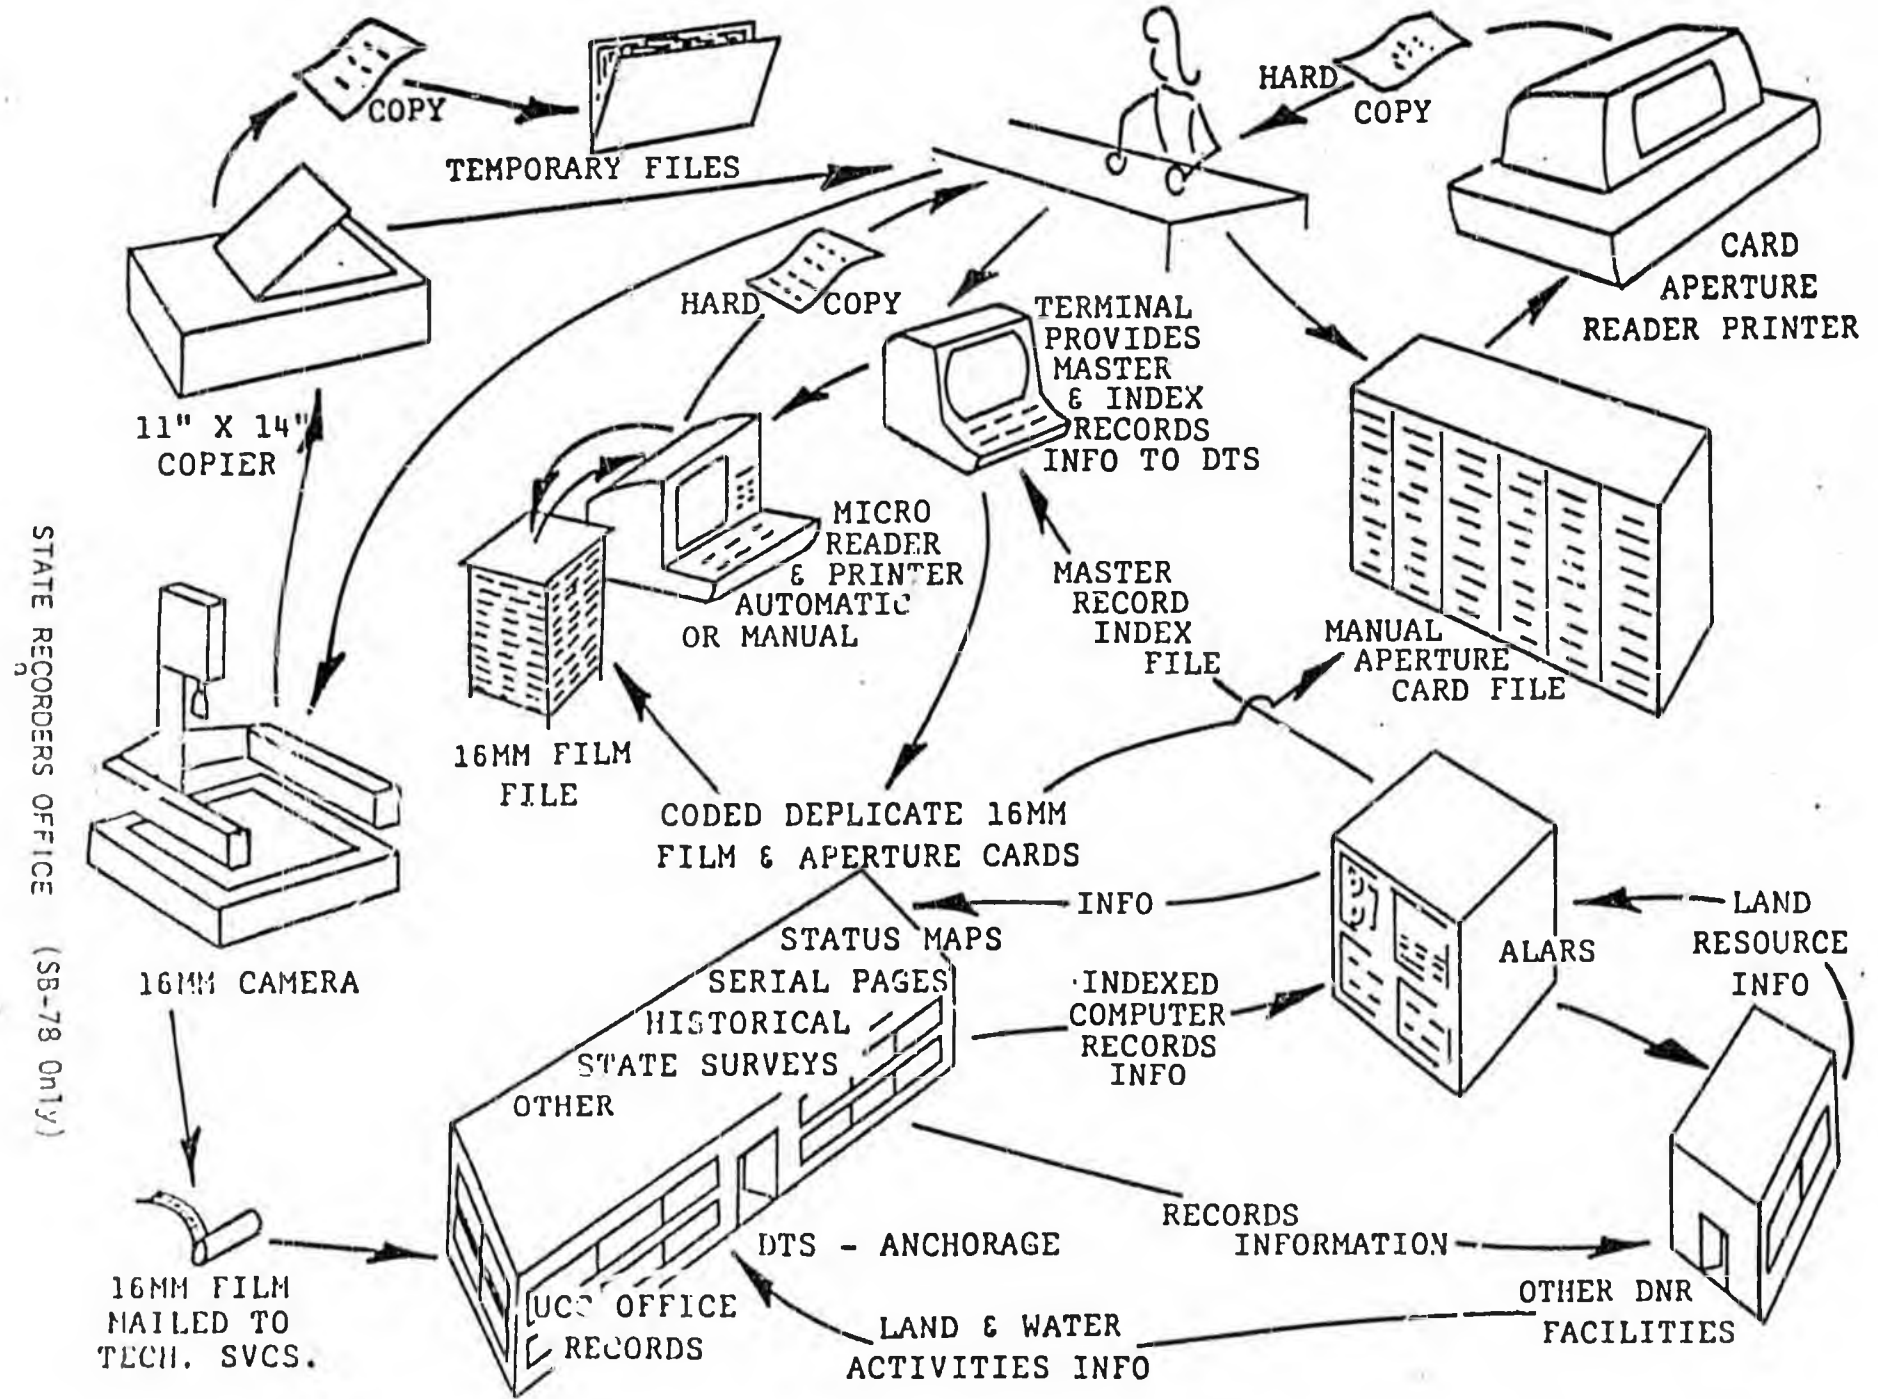 COPY
TEMPORARY FILES
HARD
COPY
CARD
APERTURE
READER PRINTER
HARD COPY
TERMINAL
PROVIDES
MASTER
& INDEX
RECORDS
INFO TO DTS
11" X 14"
COPIER
MICRO
READER
& PRINTER
AUTOMATIC
OR MANUAL
MASTER
RECORD
INDEX
FILE
MANUAL
APERTURE
CARD FILE
16MM FILM
FILE
CODED DEPLICATE 16MM
FILM & APERTURE CARDS
STATE RECORDERS OFFICE (SB-78 Only)
16MM CAMERA
INFO
STATUS MAPS
SERIAL PAGES
HISTORICAL
STATE SURVEYS
OTHER
INDEXED
COMPUTER
RECORDS
INFO
ALARS
LAND
RESOURCE
INFO
RECORDS
INFORMATION
DTS - ANCHORAGE
UCC OFFICE
RECORDS
16MM FILM
MAILED TO
TECH. SVCS.
LAND & WATER
ACTIVITIES INFO
OTHER DNR
FACILITIES